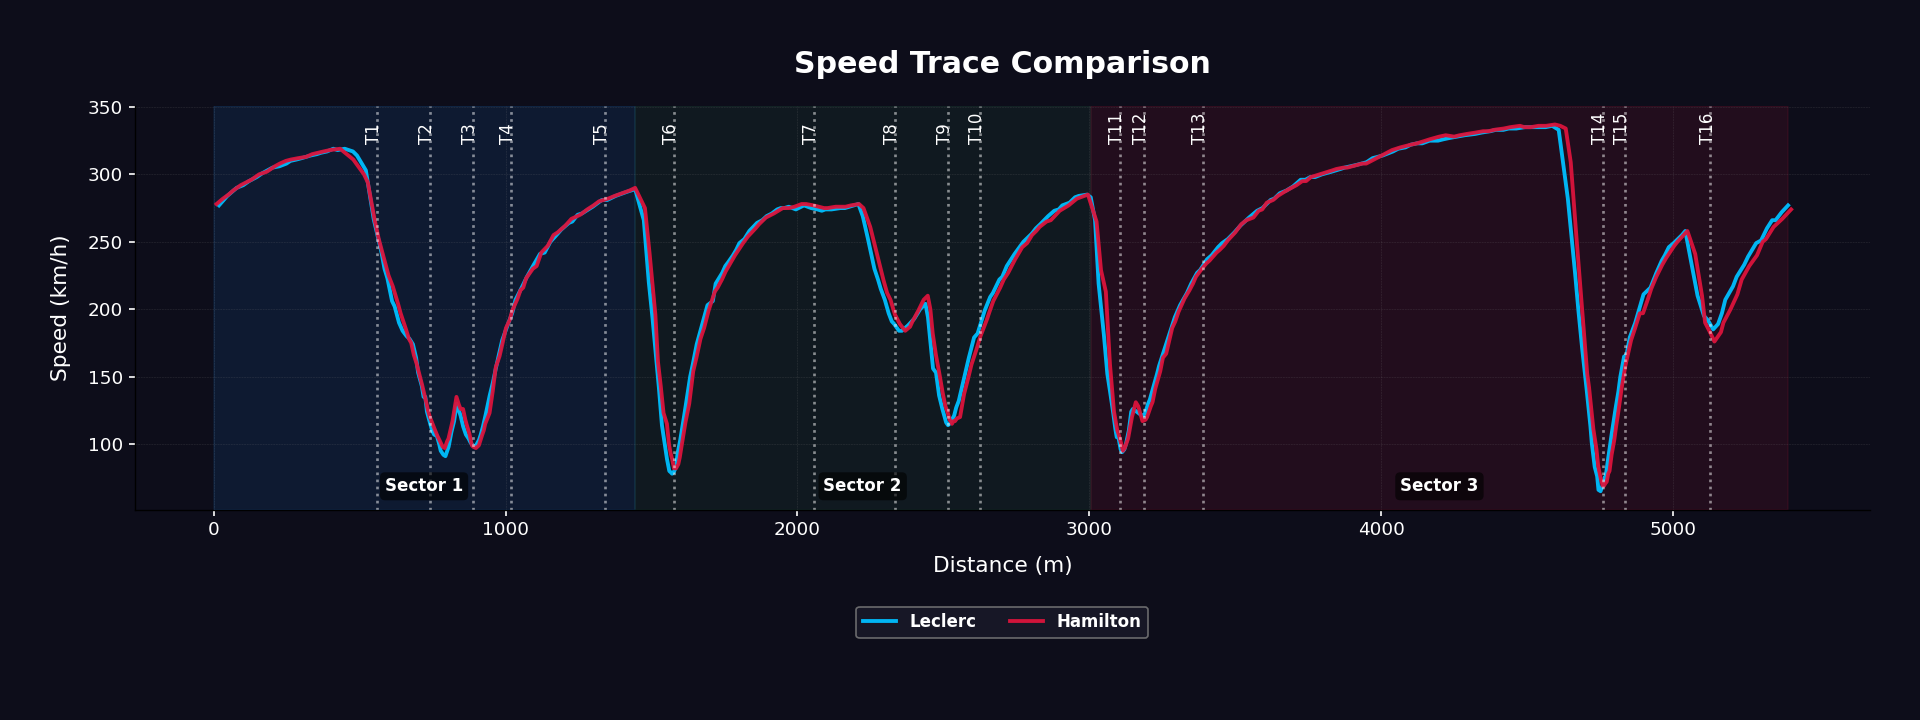 Speed Trace Comparison
350
300
250
200
150
100
Speed (km/h)
T1
T2
T3
T4
T5
T6
T7
T8
T9
T10
T11
T12
T13
T14
T15
T16
Sector 1
Sector 2
Sector 3
0
1000
2000
3000
4000
5000
Distance (m)
Leclerc
Hamilton